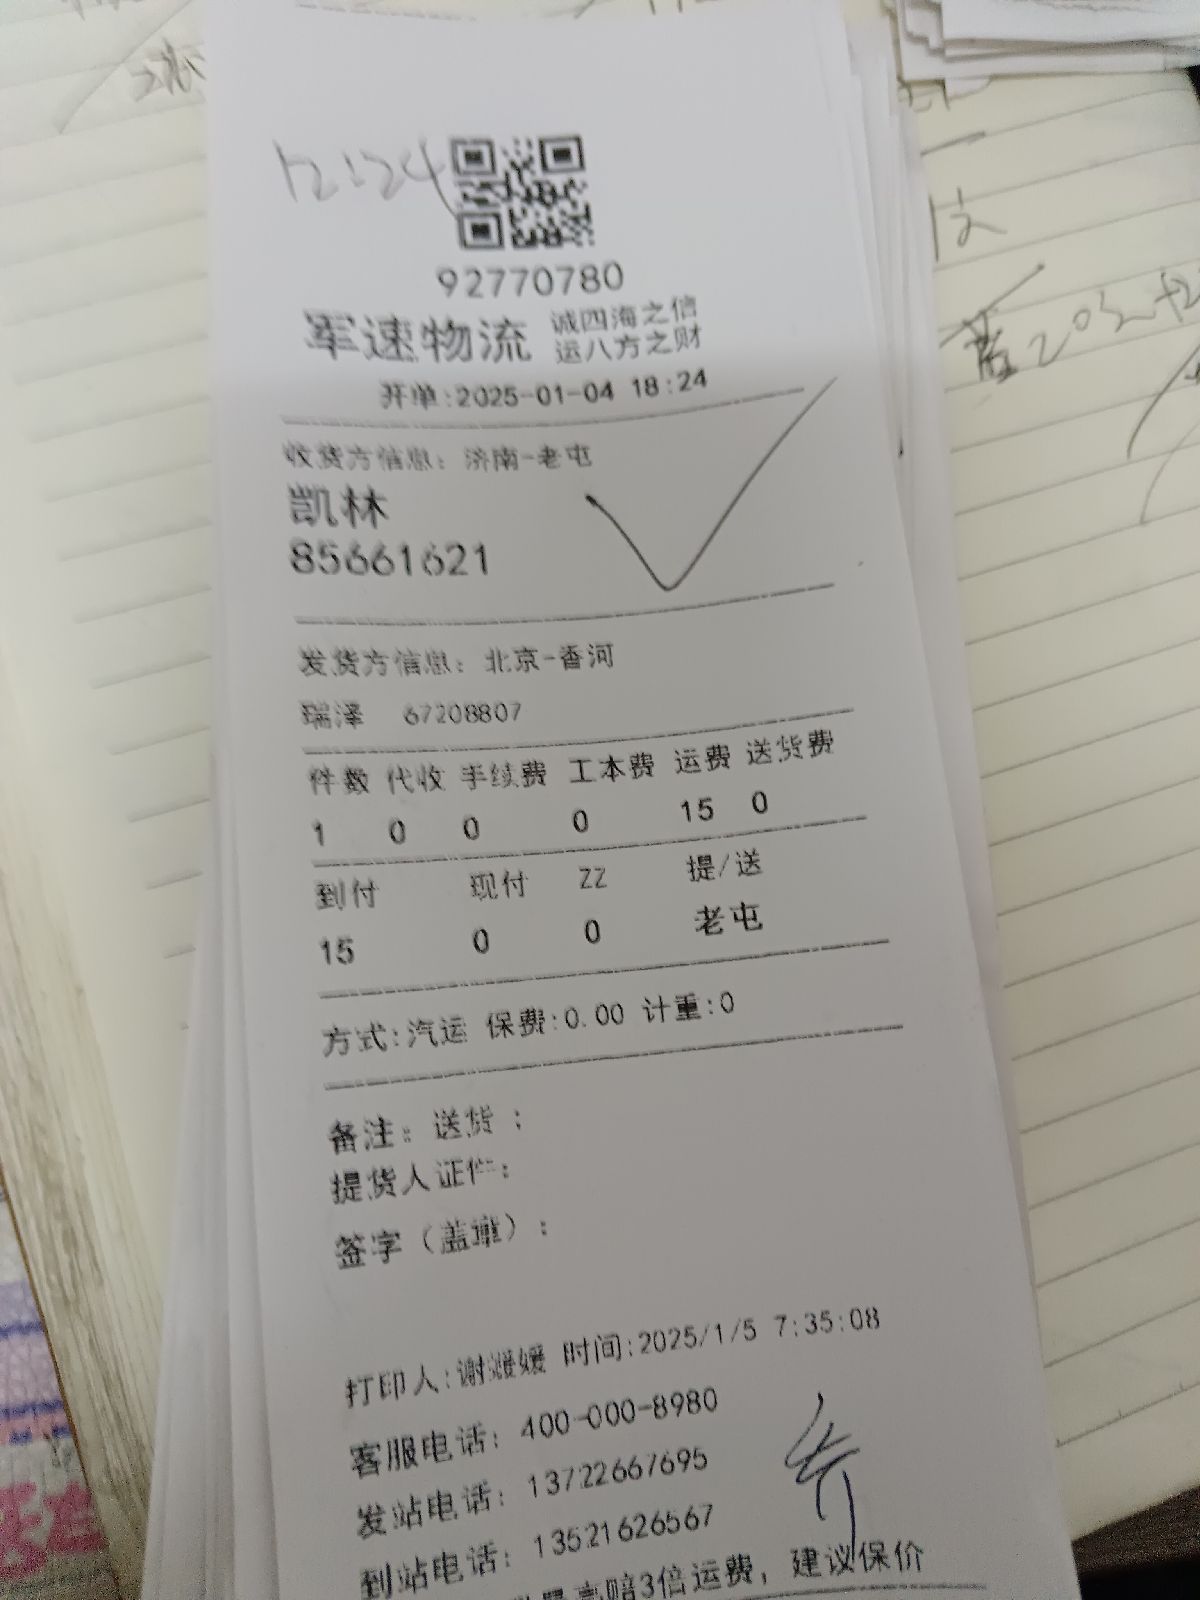 12:24
92770780
军速物流 诚四海之信
运八方之财
开单:2025-01-04 18:24
收货方信息: 济南-老屯
凯林
85661621
发货方信息: 北京-香河
瑞泽 67208807
件数 代收 手续费 工本费 运费 送货费
1 0 0 0 15 0
到付 现付 ZZ 提/送
15 0 0 老屯
方式:汽运 保费:0.00 计重:0
备注: 送货 ;
提货人证件:
签字(盖章):
打印人:谢媛媛 时间:2025/1/5 7:35:08
客服电话: 400-000-8980
发站电话: 13722667695
到站电话: 13521626567
最高赔3倍运费, 建议保价